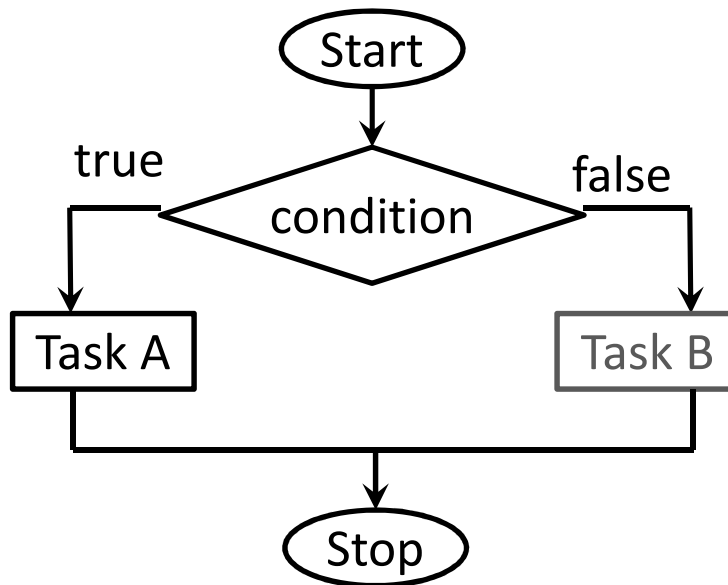 Start
true
false
condition
Task A
Task B
Stop